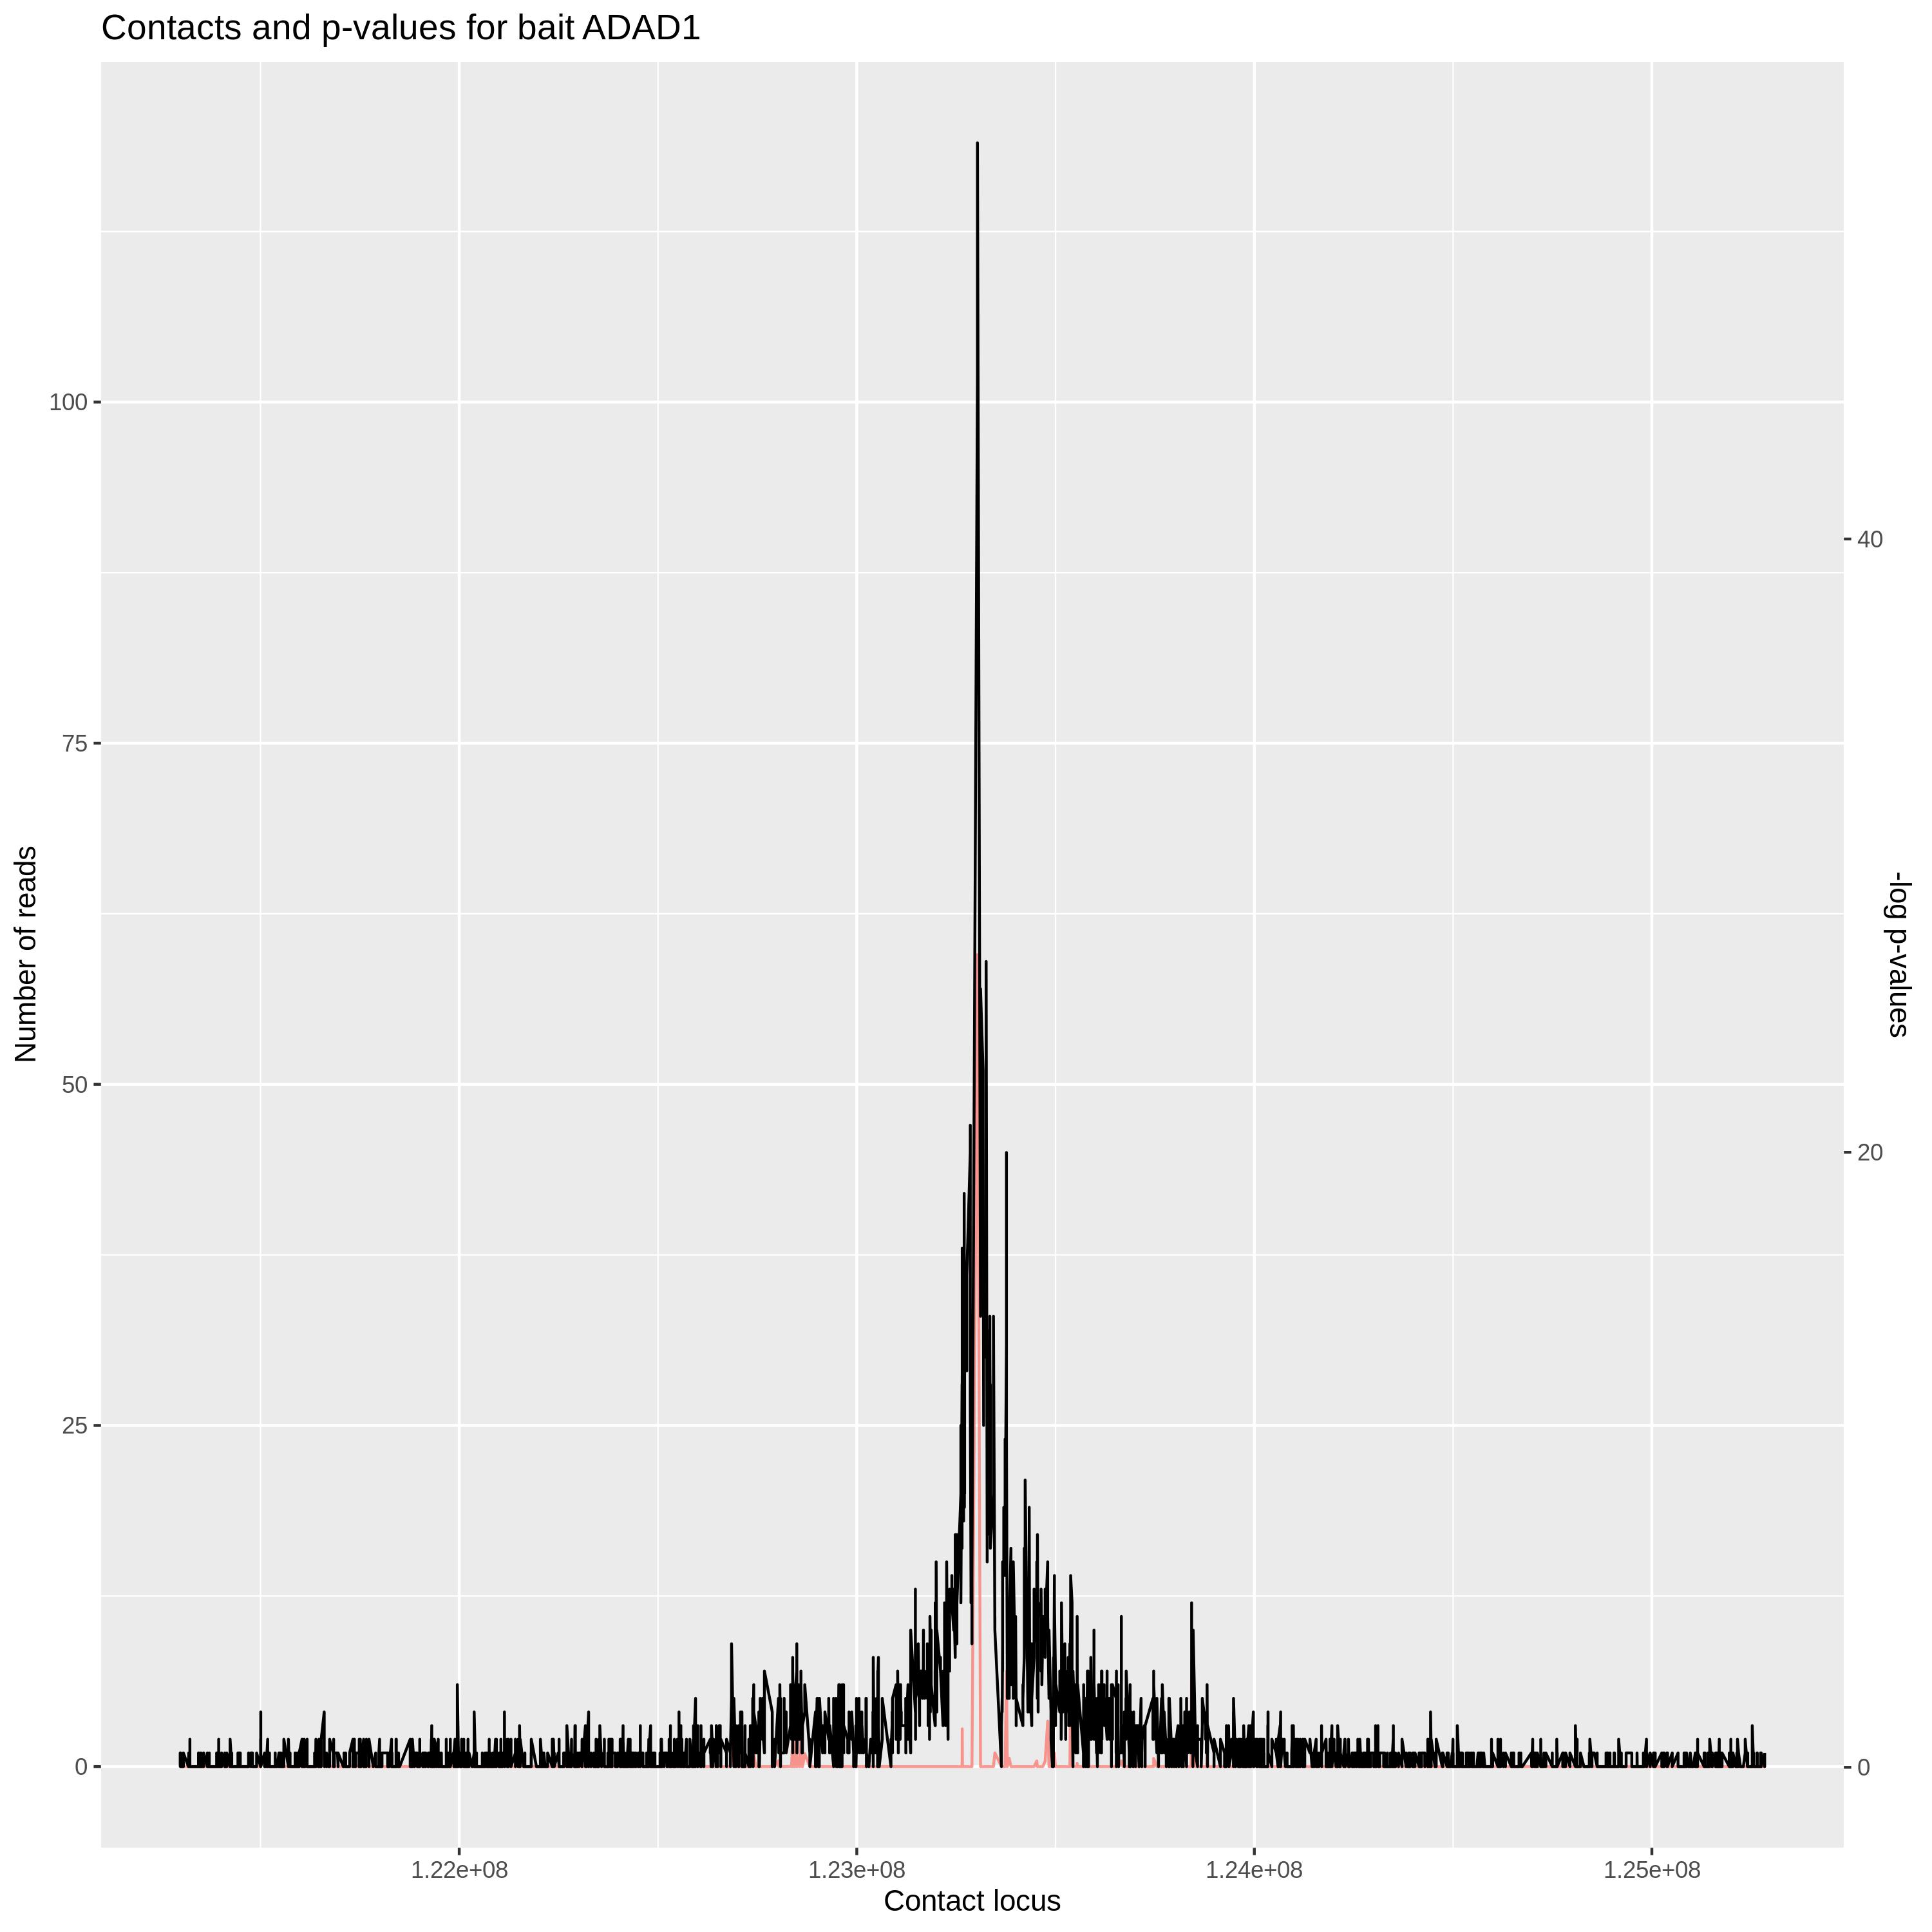 Contacts and p-values for bait ADAD1
100
75
50
25
0
40
20
0
Number of reads
-log p-values
1.22e+08
1.23e+08
1.24e+08
1.25e+08
Contact locus